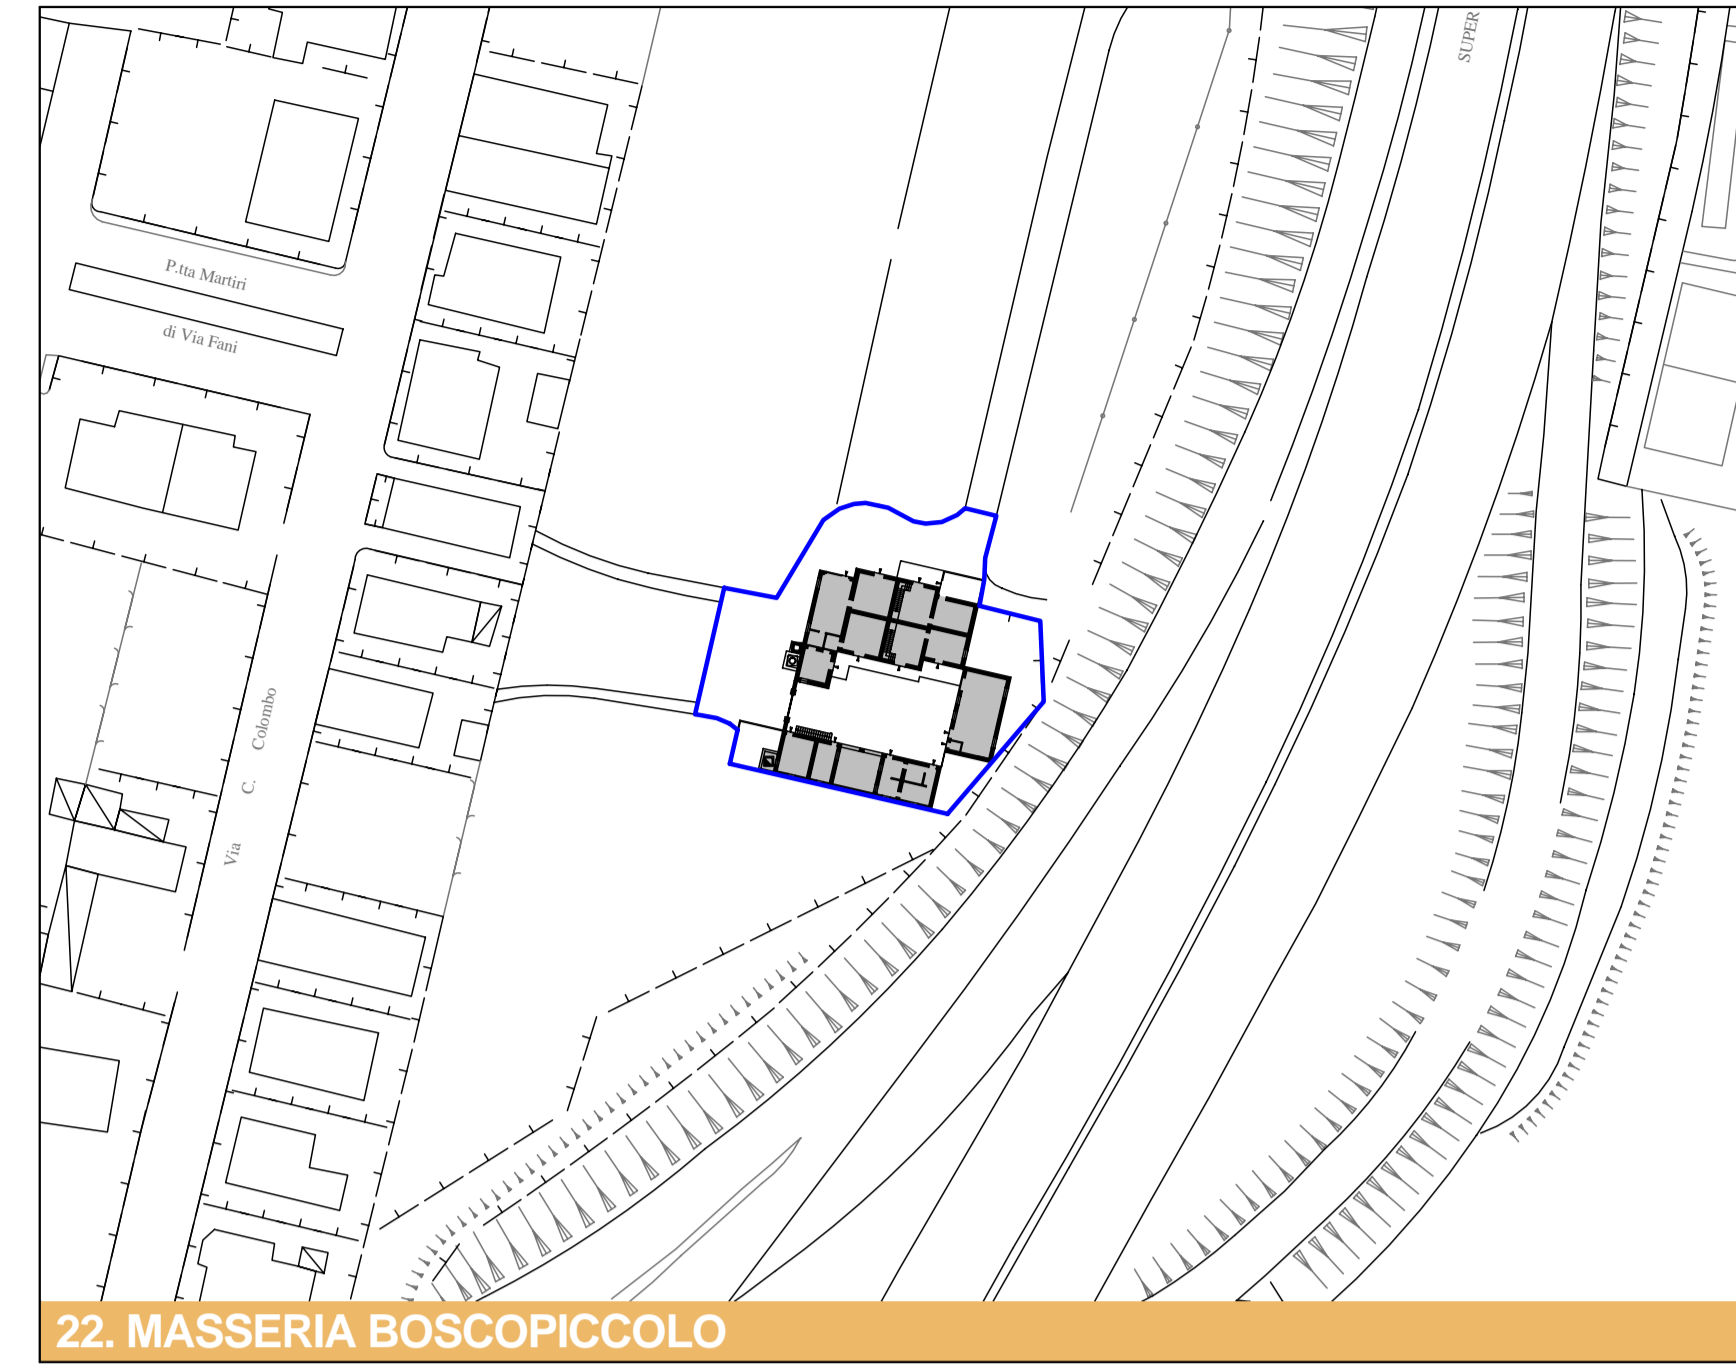 SUPER
P.tta Martiri
di Via Fani
Via C. Colombo
22. MASSERIA BOSCOPICCOLO